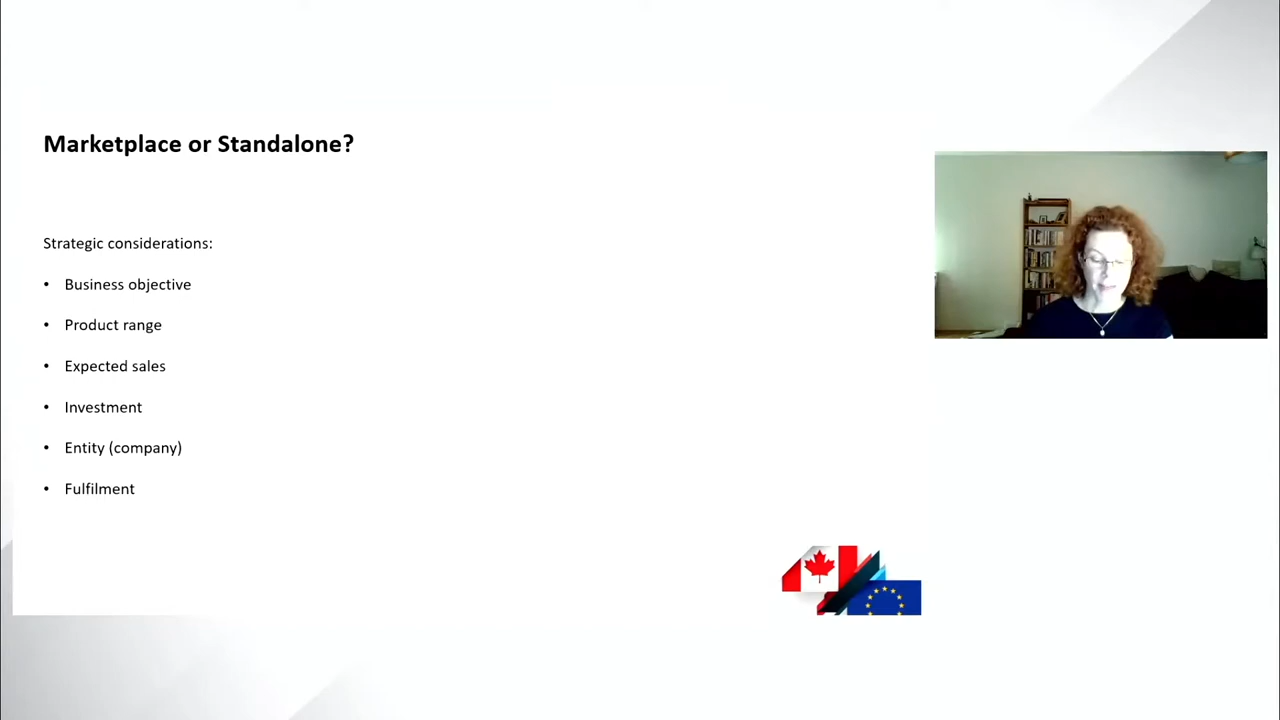 Marketplace or Standalone?
Strategic considerations:
• Business objective
• Product range
• Expected sales
• Investment
• Entity (company)
• Fulfilment